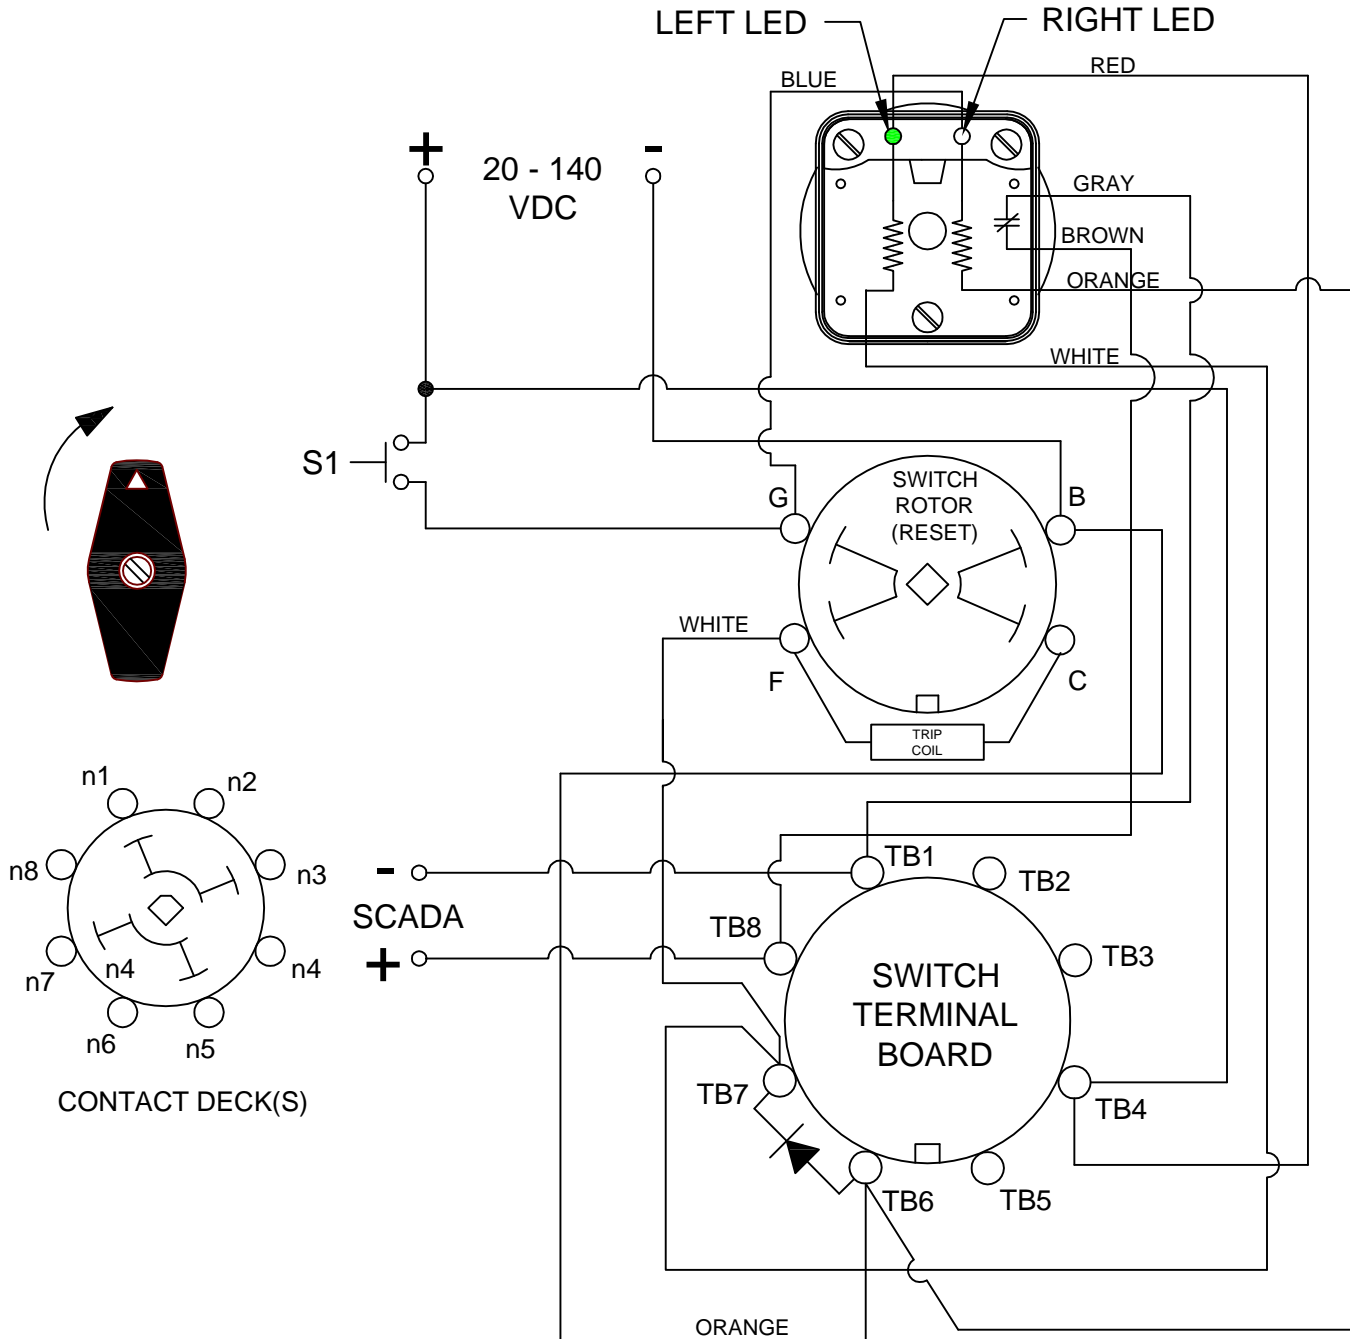 LEFT LED
RIGHT LED
RED
BLUE
+
-
20 - 140
VDC
GRAY
BROWN
ORANGE
WHITE
S1
G
SWITCH
ROTOR
(RESET)
B
WHITE
F
C
TRIP
COIL
n1
n2
n8
n3
n7
n4
n4
n6
n5
CONTACT DECK(S)
-
SCADA
+
TB1
TB2
TB8
TB3
SWITCH
TERMINAL
BOARD
TB7
TB4
TB6
TB5
ORANGE